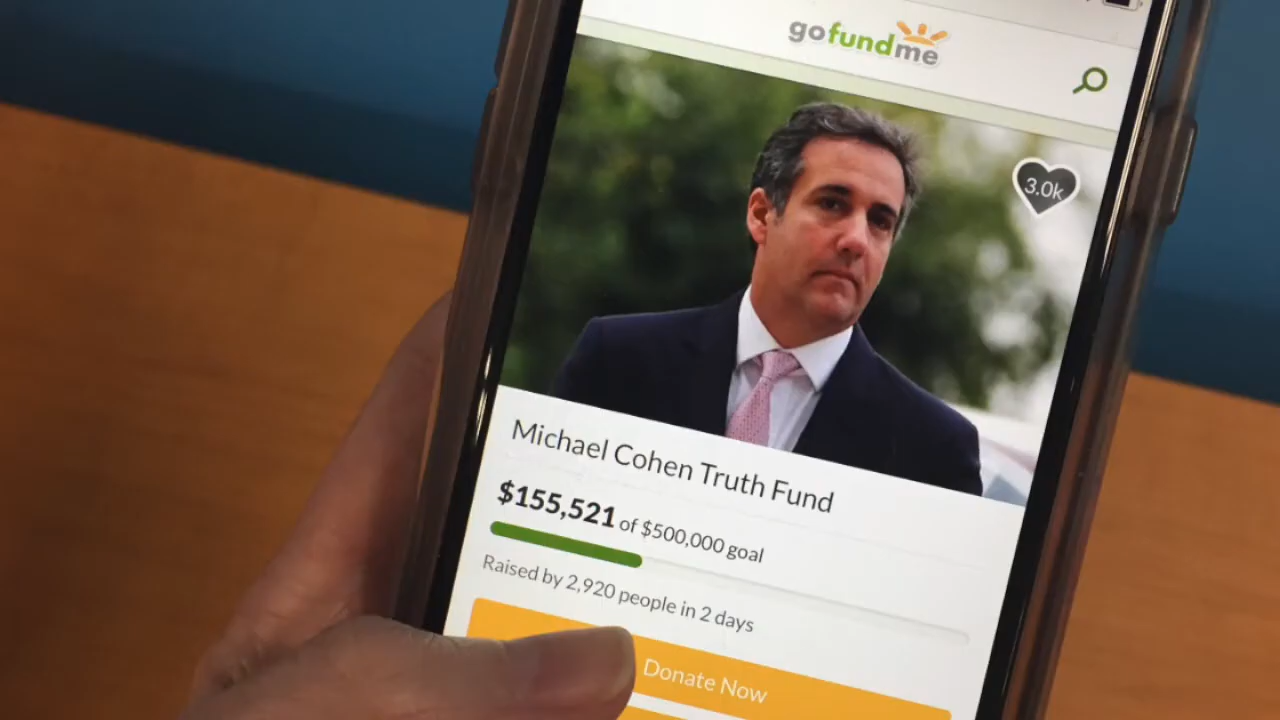 gofundme
3.0k
Michael Cohen Truth Fund
$155,521 of $500,000 goal
Raised by 2,920 people in 2 days
Donate Now